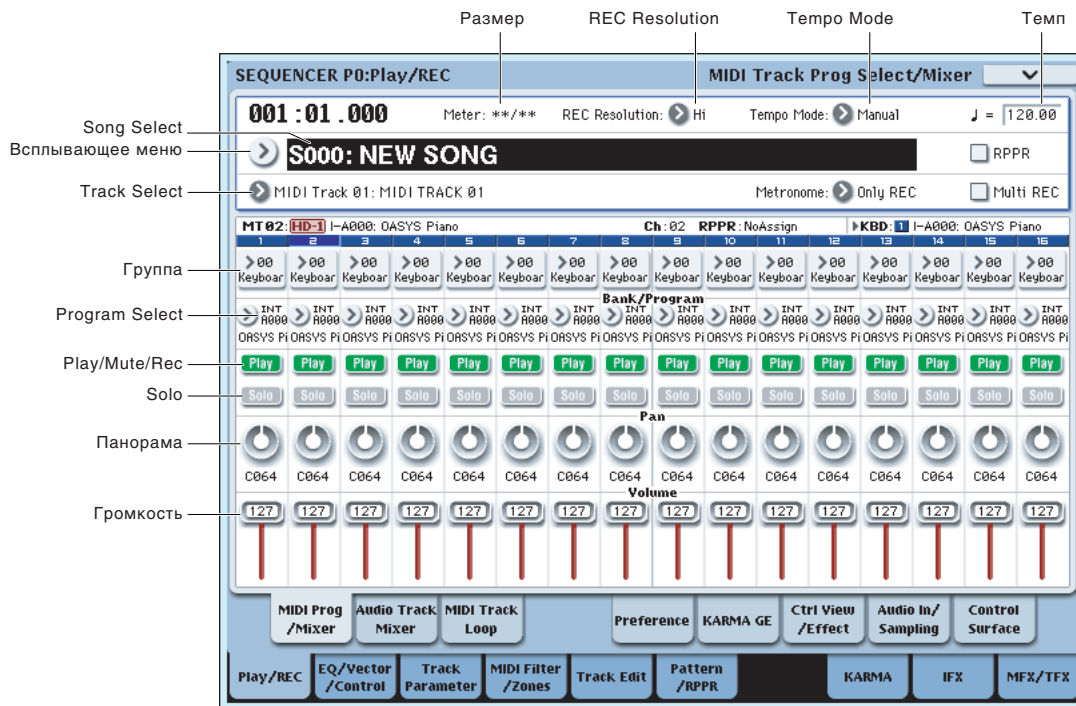 Размер REC Resolution Tempo Mode Темп
SEQUENCER P0:Play/REC MIDI Track Prog Select/Mixer
001:01.000 Meter: **/** REC Resolution: Hi Tempo Mode: Manual ♩ = 120.00
Song Select
Всплывающее меню
S000: NEW SONG RPPR
Track Select
MIDI Track 01: MIDI TRACK 01 Metronome: Only REC Multi REC
MT02: HD-1 I-A000: OASYS Piano Ch:02 RPPR:NoAssign KBD: 1 I-A000: OASYS Piano
1 2 3 4 5 6 7 8 9 10 11 12 13 14 15 16
Группа
00 00 00 00 00 00 00 00 00 00 00 00 00 00 00 00
Keyboar Keyboar Keyboar Keyboar Keyboar Keyboar Keyboar Keyboar Keyboar Keyboar Keyboar Keyboar Keyboar Keyboar Keyboar Keyboar
Bank/Program
Program Select
INT INT INT INT INT INT INT INT INT INT INT INT INT INT INT INT
A000 A000 A000 A000 A000 A000 A000 A000 A000 A000 A000 A000 A000 A000 A000 A000
OASYS Pi OASYS Pi OASYS Pi OASYS Pi OASYS Pi OASYS Pi OASYS Pi OASYS Pi OASYS Pi OASYS Pi OASYS Pi OASYS Pi OASYS Pi OASYS Pi OASYS Pi OASYS Pi
Play/Mute/Rec
Play Play Play Play Play Play Play Play Play Play Play Play Play Play Play Play
Solo
Solo Solo Solo Solo Solo Solo Solo Solo Solo Solo Solo Solo Solo Solo Solo Solo
Pan
Панорама
C064 C064 C064 C064 C064 C064 C064 C064 C064 C064 C064 C064 C064 C064 C064 C064
Volume
Громкость
127 127 127 127 127 127 127 127 127 127 127 127 127 127 127 127
MIDI Prog Audio Track MIDI Track Preference KARMA GE Ctrl View Audio In/ Control
/Mixer Mixer Loop /Effect Sampling Surface
Play/REC EQ/Vector Track MIDI Filter Track Edit Pattern KARMA IFX MFX/TFX
/Control Parameter /Zones /RPPR